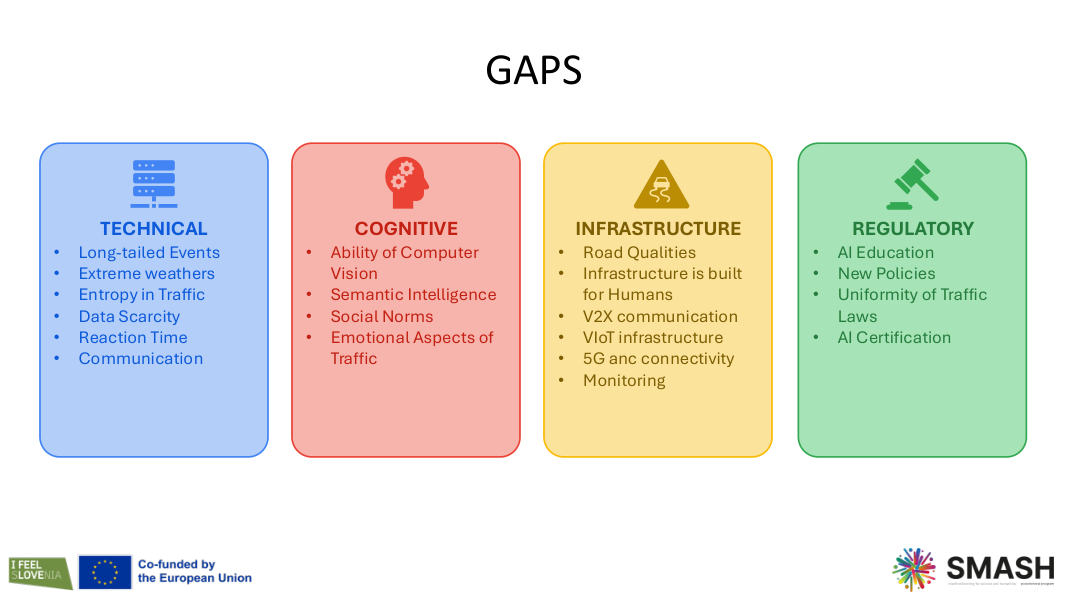 GAPS
TECHNICAL
• Long-tailed Events
• Extreme weathers
• Entropy in Traffic
• Data Scarcity
• Reaction Time
• Communication
COGNITIVE
• Ability of Computer
Vision
• Semantic Intelligence
• Social Norms
• Emotional Aspects of
Traffic
INFRASTRUCTURE
• Road Qualities
• Infrastructure is built
for Humans
• V2X communication
• VIoT infrastructure
• 5G anc connectivity
• Monitoring
REGULATORY
• AI Education
• New Policies
• Uniformity of Traffic
Laws
• AI Certification
I FEEL
SLOVENIA
Co-funded by
the European Union
SMASH